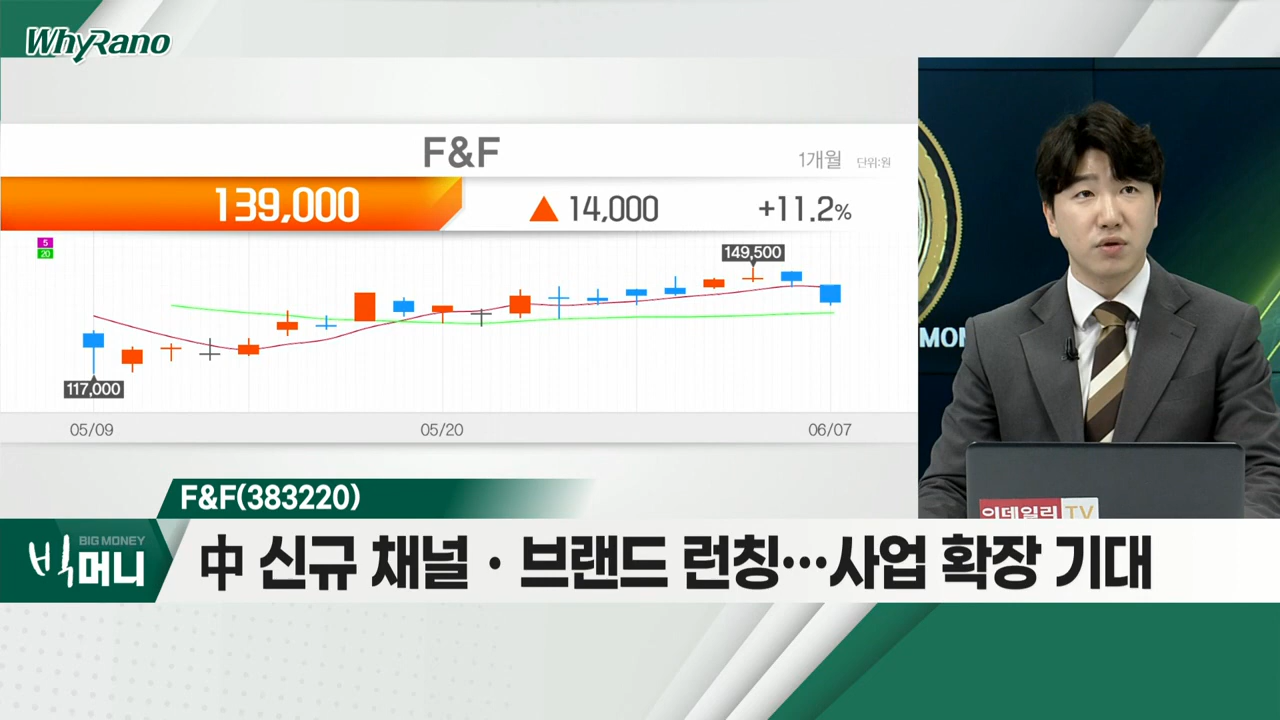 WhyRano
F&F
1개월 단위:원
139,000 ▲ 14,000 +11.2%
5
20
149,500
117,000
05/09 05/20 06/07
MON
이데일리TV
F&F(383220)
BIG MONEY
빅머니
中 신규 채널·브랜드 런칭…사업 확장 기대